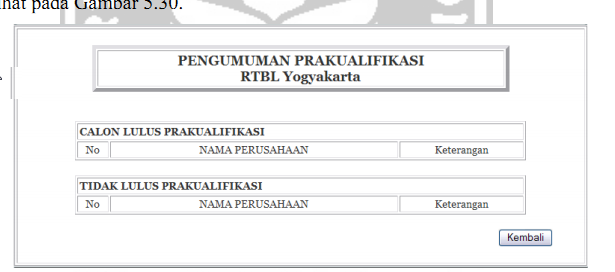 hat pada Gambar 5.30.
PENGUMUMAN PRAKUALIFIKASI
RTBL Yogyakarta
CALON LULUS PRAKUALIFIKASI
No NAMA PERUSAHAAN Keterangan
TIDAK LULUS PRAKUALIFIKASI
No NAMA PERUSAHAAN Keterangan
Kembali